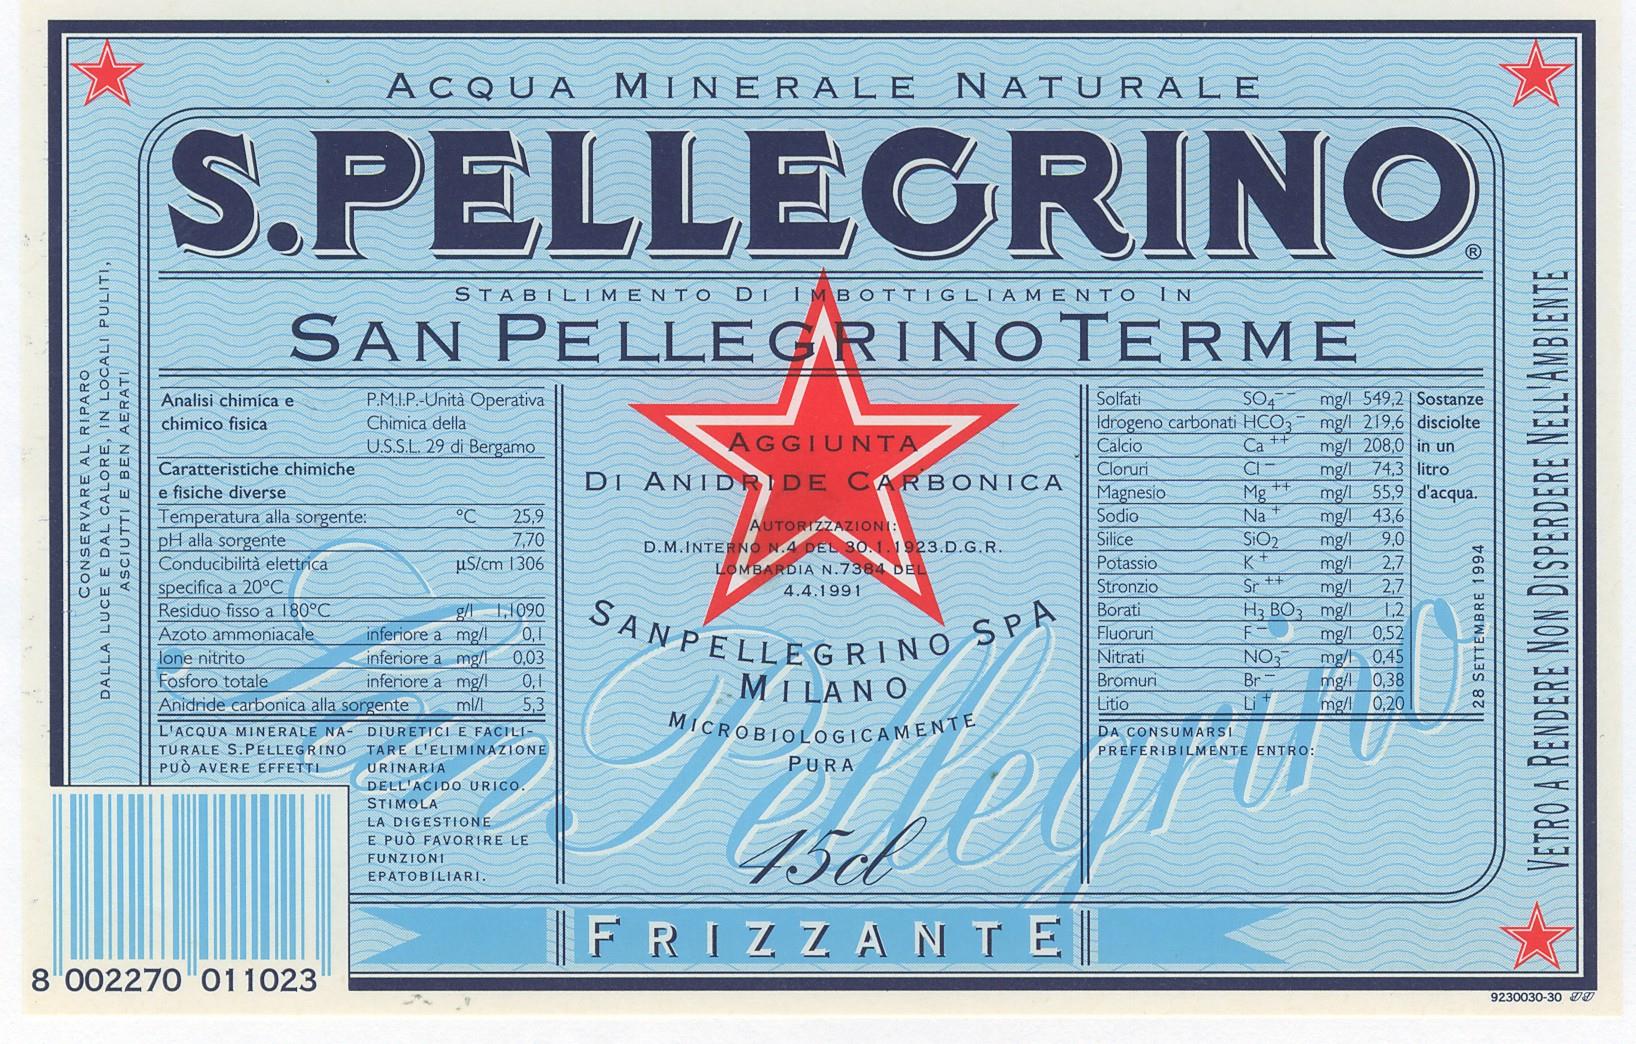 ACQUA MINERALE NATURALE
S.PELLEGRINO®
STABILIMENTO DI IMBOTTIGLIAMENTO IN
SAN PELLEGRINO TERME
CONSERVARE AL RIPARO
DALLA LUCE E DAL CALORE, IN LOCALI PULITI,
ASCIUTTI E BEN AERATI
Analisi chimica e P.M.I.P.-Unità Operativa
chimico fisica Chimica della
U.S.S.L. 29 di Bergamo
Caratteristiche chimiche
e fisiche diverse
Temperatura alla sorgente: °C 25,9
pH alla sorgente 7,70
Conducibilità elettrica µS/cm 1306
specifica a 20°C
Residuo fisso a 180°C g/l 1,1090
Azoto ammoniacale inferiore a mg/l 0,1
Ione nitrito inferiore a mg/l 0,03
Fosforo totale inferiore a mg/l 0,1
Anidride carbonica alla sorgente ml/l 5,3
L'ACQUA MINERALE NA-
TURALE S.PELLEGRINO
PUÒ AVERE EFFETTI
DIURETICI E FACILI-
TARE L'ELIMINAZIONE
URINARIA
DELL'ACIDO URICO.
STIMOLA
LA DIGESTIONE
E PUÒ FAVORIRE LE
FUNZIONI
EPATOBILIARI.
AGGIUNTA
DI ANIDRIDE CARBONICA
AUTORIZZAZIONI:
D.M.INTERNO N.4 DEL 30.1.1923.D.G.R.
LOMBARDIA N.7384 DEL
4.4.1991
SANPELLEGRINO SPA
MILANO
MICROBIOLOGICAMENTE
PURA
San Pellegrino
45cl
Solfati SO4-- mg/l 549,2
Idrogeno carbonati HCO3- mg/l 219,6
Calcio Ca++ mg/l 208,0
Cloruri Cl- mg/l 74,3
Magnesio Mg++ mg/l 55,9
Sodio Na+ mg/l 43,6
Silice SiO2 mg/l 9,0
Potassio K+ mg/l 2,7
Stronzio Sr++ mg/l 2,7
Borati H3BO3 mg/l 1,2
Fluoruri F- mg/l 0,52
Nitrati NO3- mg/l 0,45
Bromuri Br- mg/l 0,38
Litio Li+ mg/l 0,20
Sostanze
disciolte
in un
litro
d'acqua.
28 SETTEMBRE 1994
DA CONSUMARSI
PREFERIBILMENTE ENTRO:
VETRO A RENDERE NON DISPERDERE NELL'AMBIENTE
FRIZZANTE
8 002270 011023
9230030-30